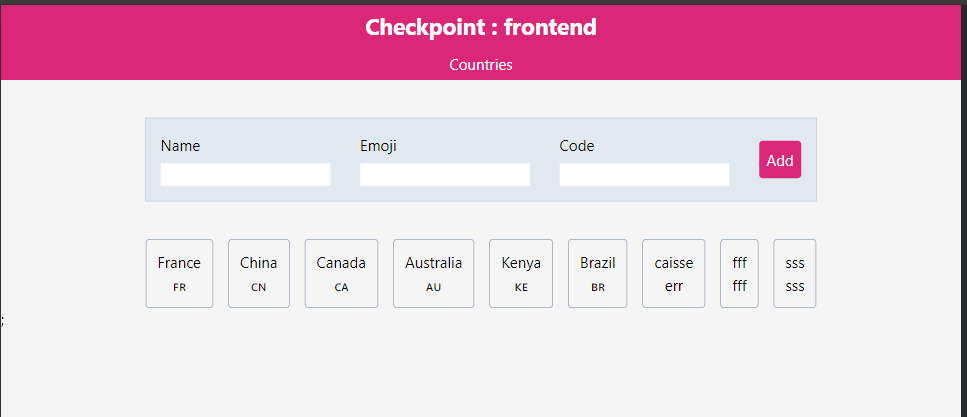 Checkpoint : frontend
Countries
Name Emoji Code
Add
France China Canada Australia Kenya Brazil caisse fff sss
FR CN CA AU KE BR err fff sss
;